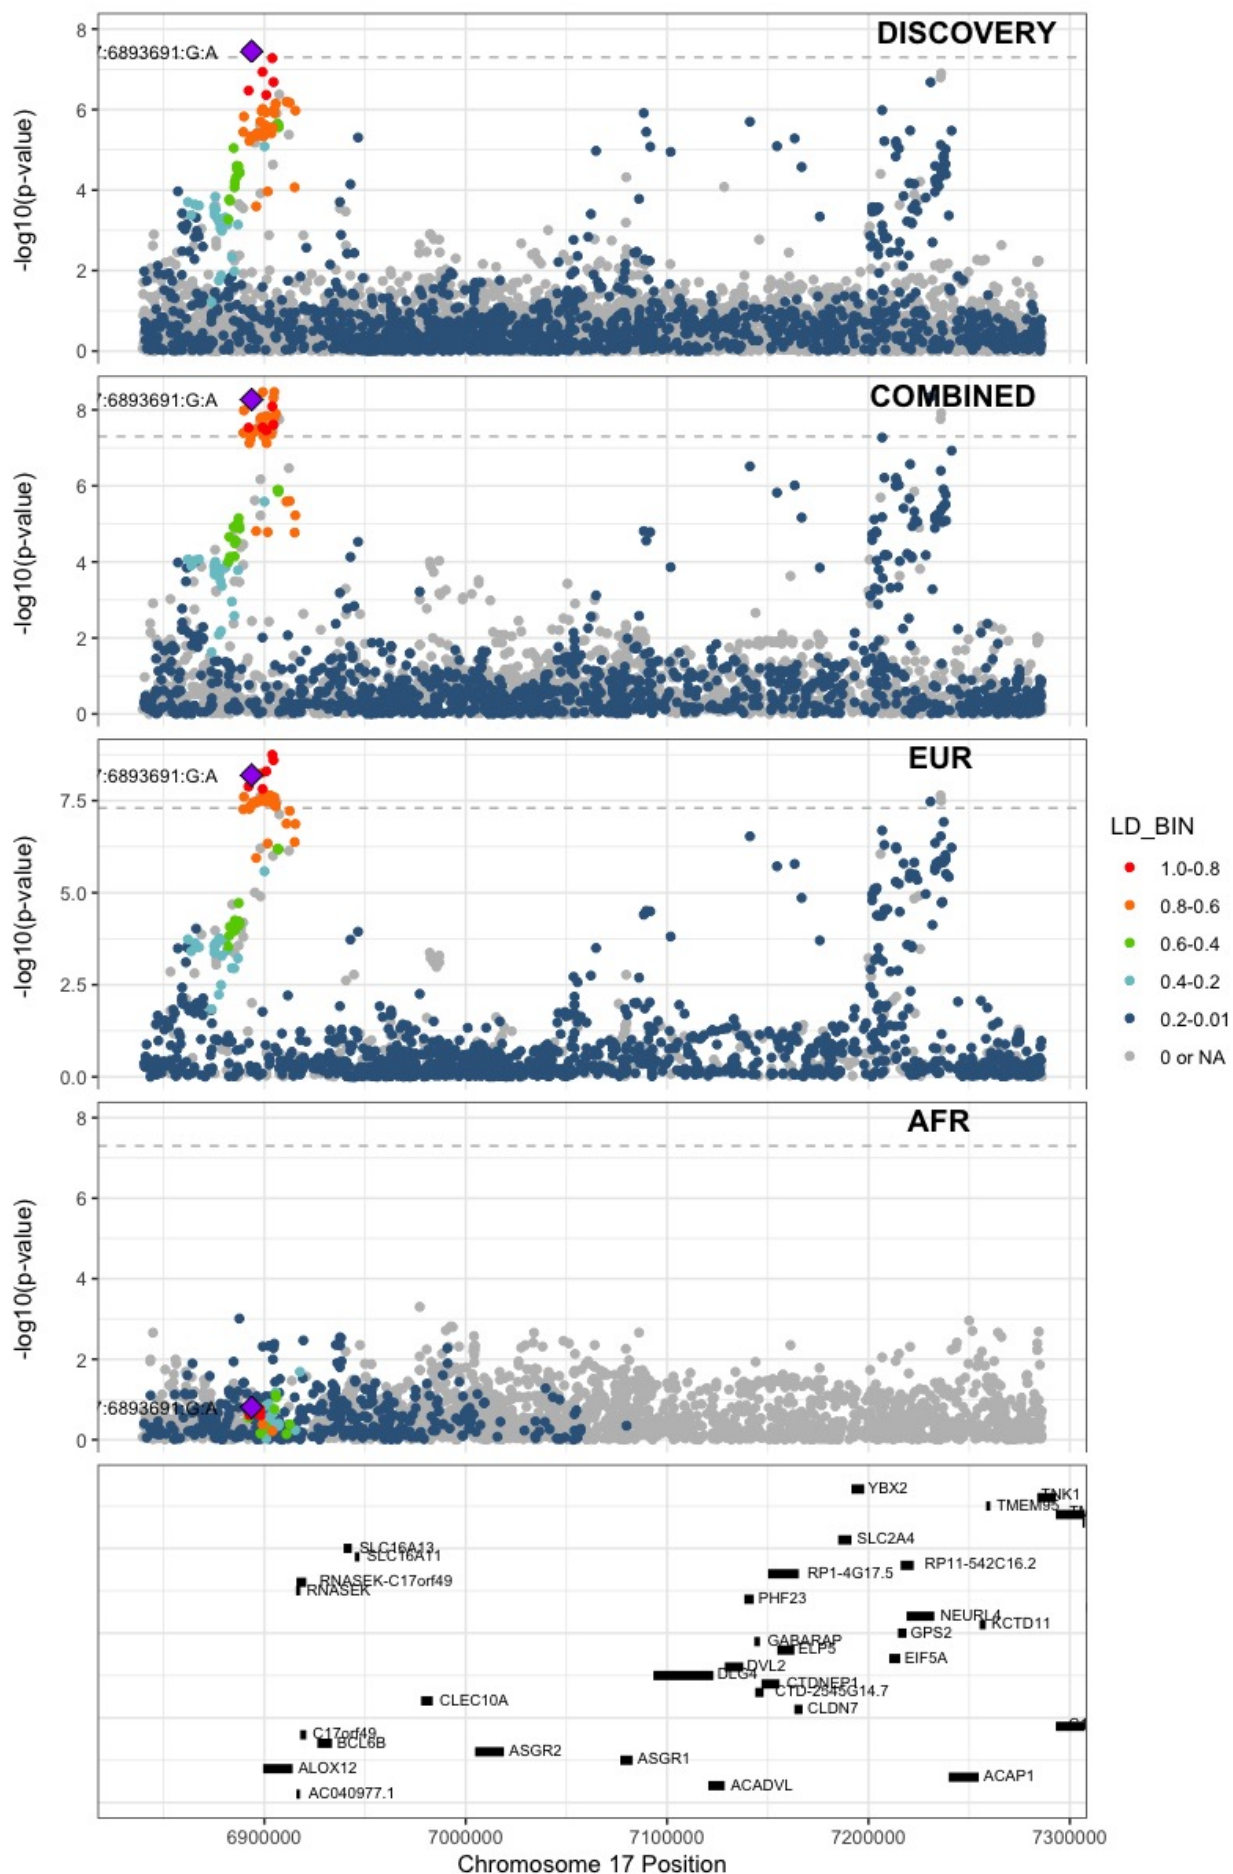 DISCOVERY
:6893691:G:A
-log10(p-value)
8
6
4
2
0
COMBINED
:6893691:G:A
-log10(p-value)
8
6
4
2
0
EUR
:6893691:G:A
-log10(p-value)
7.5
5.0
2.5
0.0
LD_BIN
1.0-0.8
0.8-0.6
0.6-0.4
0.4-0.2
0.2-0.01
0 or NA
AFR
:6893691:G:A
-log10(p-value)
8
6
4
2
0
YBX2
TNK1
TMEM95
SLC2A4
SLC16A13
SLC16A11
RP11-542C16.2
RP1-4G17.5
RNASEK-C17orf49
RNASEK
PHF23
NEURL4
KCTD11
GPS2
GABARAP
ELP5
EIF5A
DVL2
DLG4
CTDNEP1
CTD-2545G14.7
CLEC10A
CLDN7
C17orf49
BCL6B
ASGR2
ASGR1
ALOX12
ACAP1
ACADVL
AC040977.1
6900000 7000000 7100000 7200000 7300000
Chromosome 17 Position